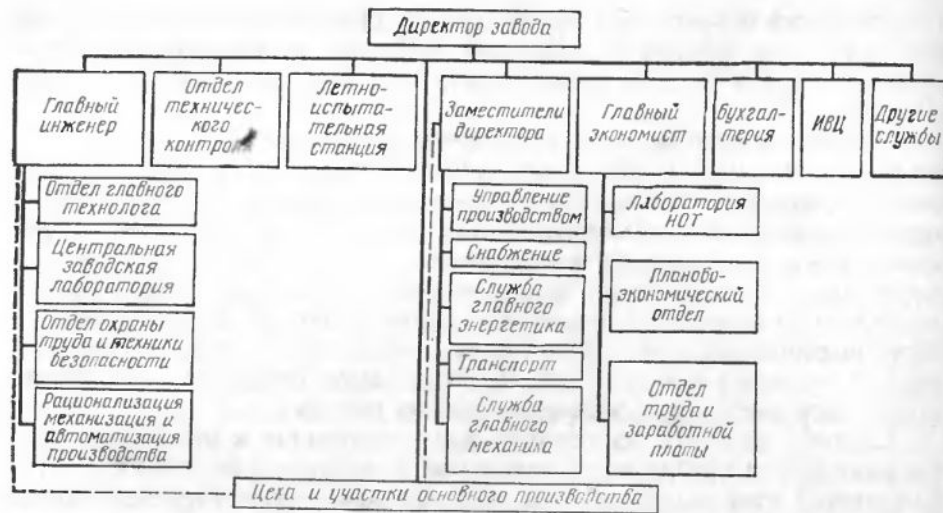 Директор завода
Главный
инженер
Отдел
техничес-
кого
контроля
Летно-
испыта-
тельная
станция
Заместители
директора
Главный
экономист
Бухгал-
терия
ИВЦ
Другие
службы
Отдел главного
технолога
Центральная
заводская
лаборатория
Отдел охраны
труда и техники
безопасности
Рационализация
механизация и
автоматизация
производства
Управление
производством
Снабжение
Служба
главного
энергетика
Транспорт
Служба
главного
механика
Лаборатория
НОТ
Планово-
экономический
отдел
Отдел
труда и
заработной
платы
Цеха и участки основного производства